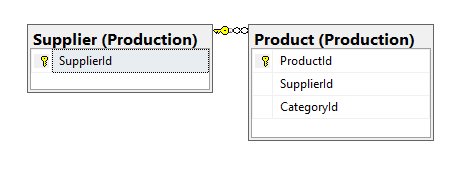 Supplier (Production)
SupplierId
Product (Production)
ProductId
SupplierId
CategoryId